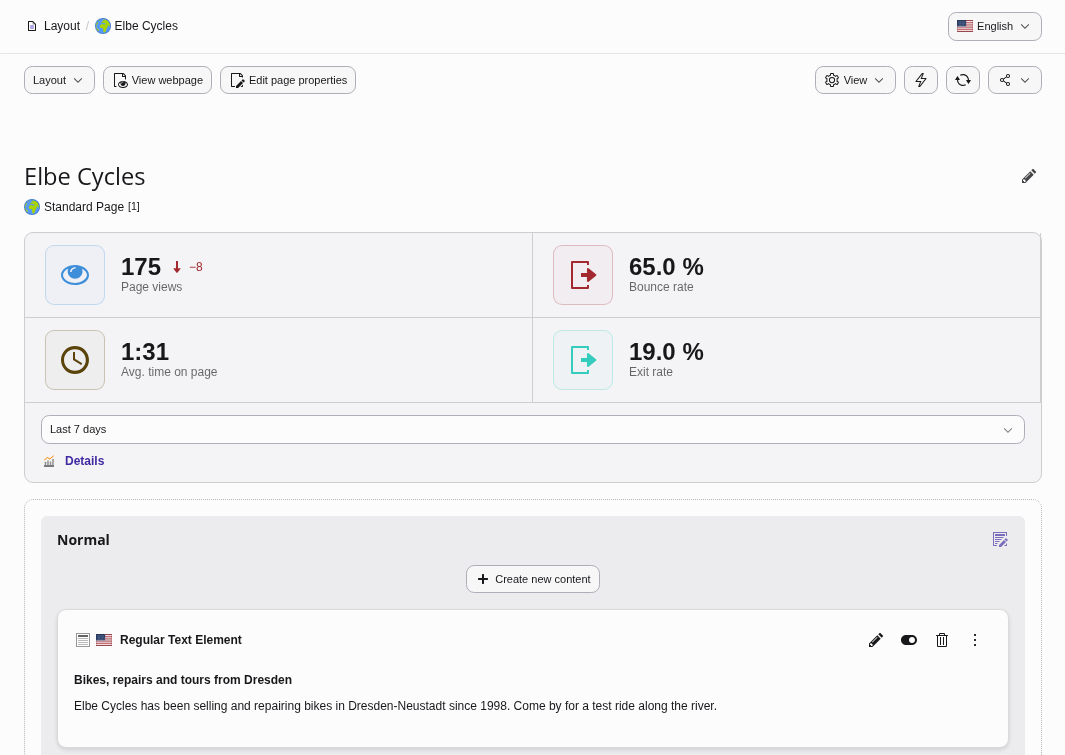 Layout / Elbe Cycles
English
Layout
View webpage
Edit page properties
View
Elbe Cycles
Standard Page [1]
175 −8
Page views
65.0 %
Bounce rate
1:31
Avg. time on page
19.0 %
Exit rate
Last 7 days
Details
Normal
Create new content
Regular Text Element
Bikes, repairs and tours from Dresden
Elbe Cycles has been selling and repairing bikes in Dresden-Neustadt since 1998. Come by for a test ride along the river.